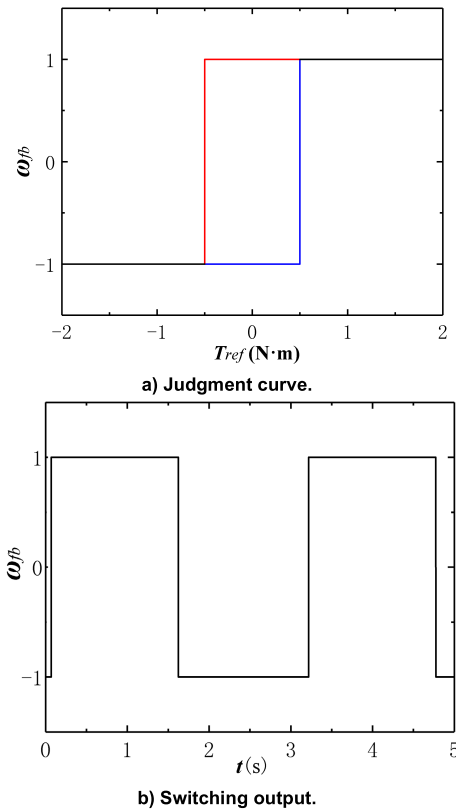 1
0
−1
ωfb
−2
−1
0
1
2
Tref (N·m)
a) Judgment curve.
1
0
−1
ωfb
0
1
2
3
4
5
t(s)
b) Switching output.